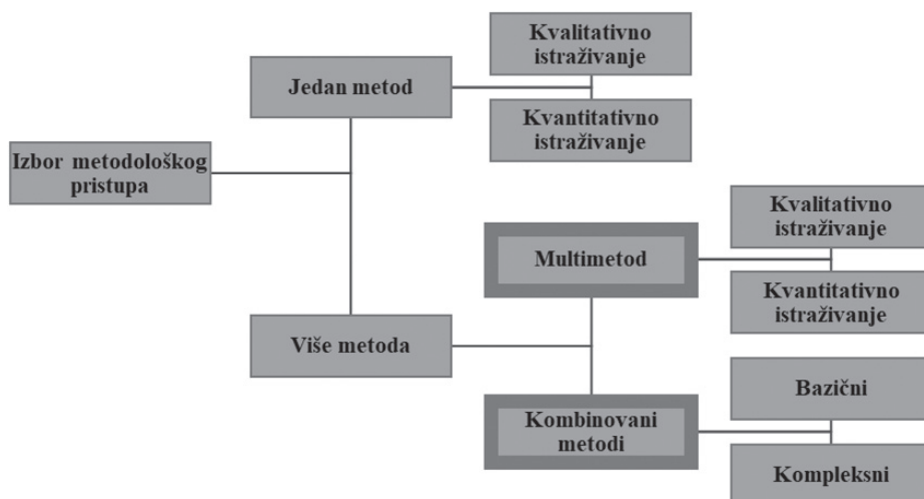 Kvalitativno
istraživanje
Jedan metod
Kvantitativno
istraživanje
Izbor metodološkog
pristupa
Kvalitativno
istraživanje
Multimetod
Kvantitativno
istraživanje
Više metoda
Bazični
Kombinovani
metodi
Kompleksni